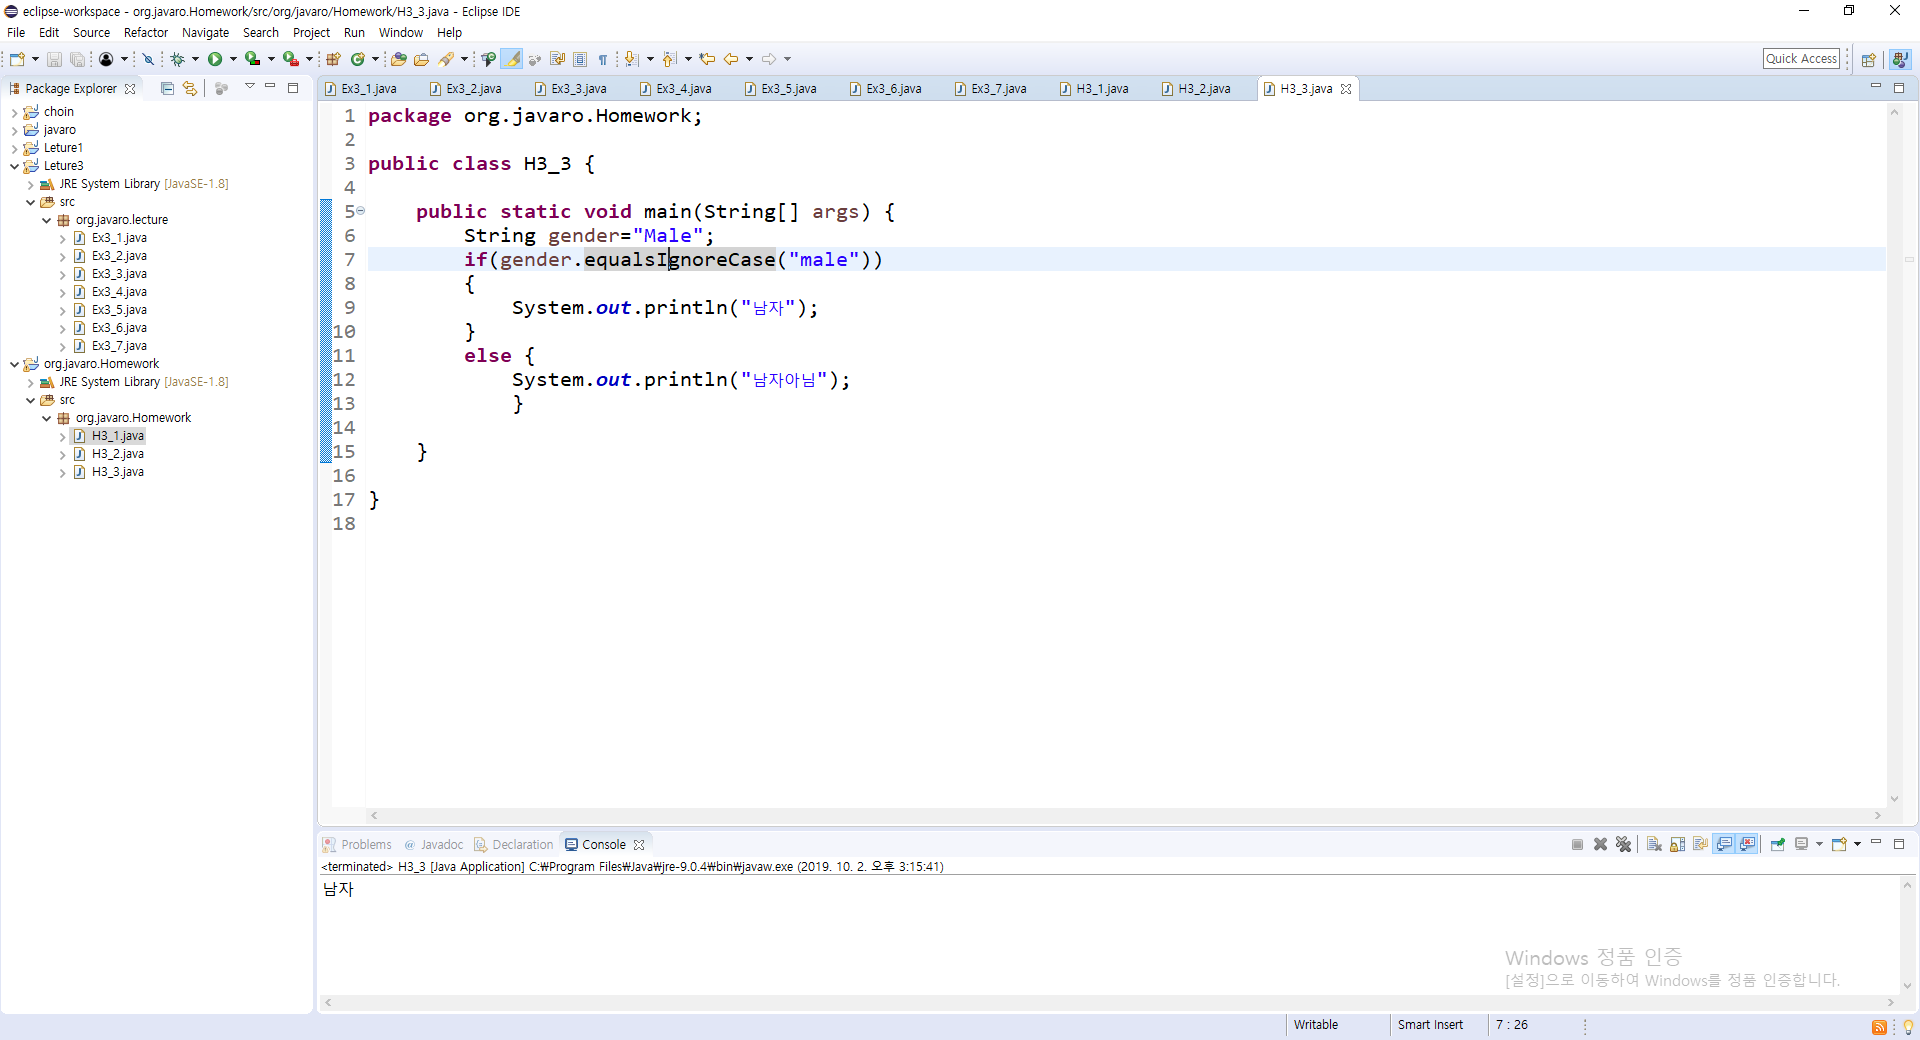 eclipse-workspace - org.javaro.Homework/src/org/javaro/Homework/H3_3.java - Eclipse IDE
File Edit Source Refactor Navigate Search Project Run Window Help
Quick Access
Package Explorer
choin
javaro
Leture1
Leture3
JRE System Library [JavaSE-1.8]
src
org.javaro.lecture
Ex3_1.java
Ex3_2.java
Ex3_3.java
Ex3_4.java
Ex3_5.java
Ex3_6.java
Ex3_7.java
org.javaro.Homework
JRE System Library [JavaSE-1.8]
src
org.javaro.Homework
H3_1.java
H3_2.java
H3_3.java
Ex3_1.java Ex3_2.java Ex3_3.java Ex3_4.java Ex3_5.java Ex3_6.java Ex3_7.java H3_1.java H3_2.java H3_3.java
1 package org.javaro.Homework;
2
3 public class H3_3 {
4
5 public static void main(String[] args) {
6 String gender="Male";
7 if(gender.equalsIgnoreCase("male"))
8 {
9 System.out.println("남자");
10 }
11 else {
12 System.out.println("남자아님");
13 }
14
15 }
16
17 }
18
Problems @ Javadoc Declaration Console
<terminated> H3_3 [Java Application] C:₩Program Files₩Java₩jre-9.0.4₩bin₩javaw.exe (2019. 10. 2. 오후 3:15:41)
남자
Windows 정품 인증
[설정]으로 이동하여 Windows를 정품 인증합니다.
Writable Smart Insert 7 : 26